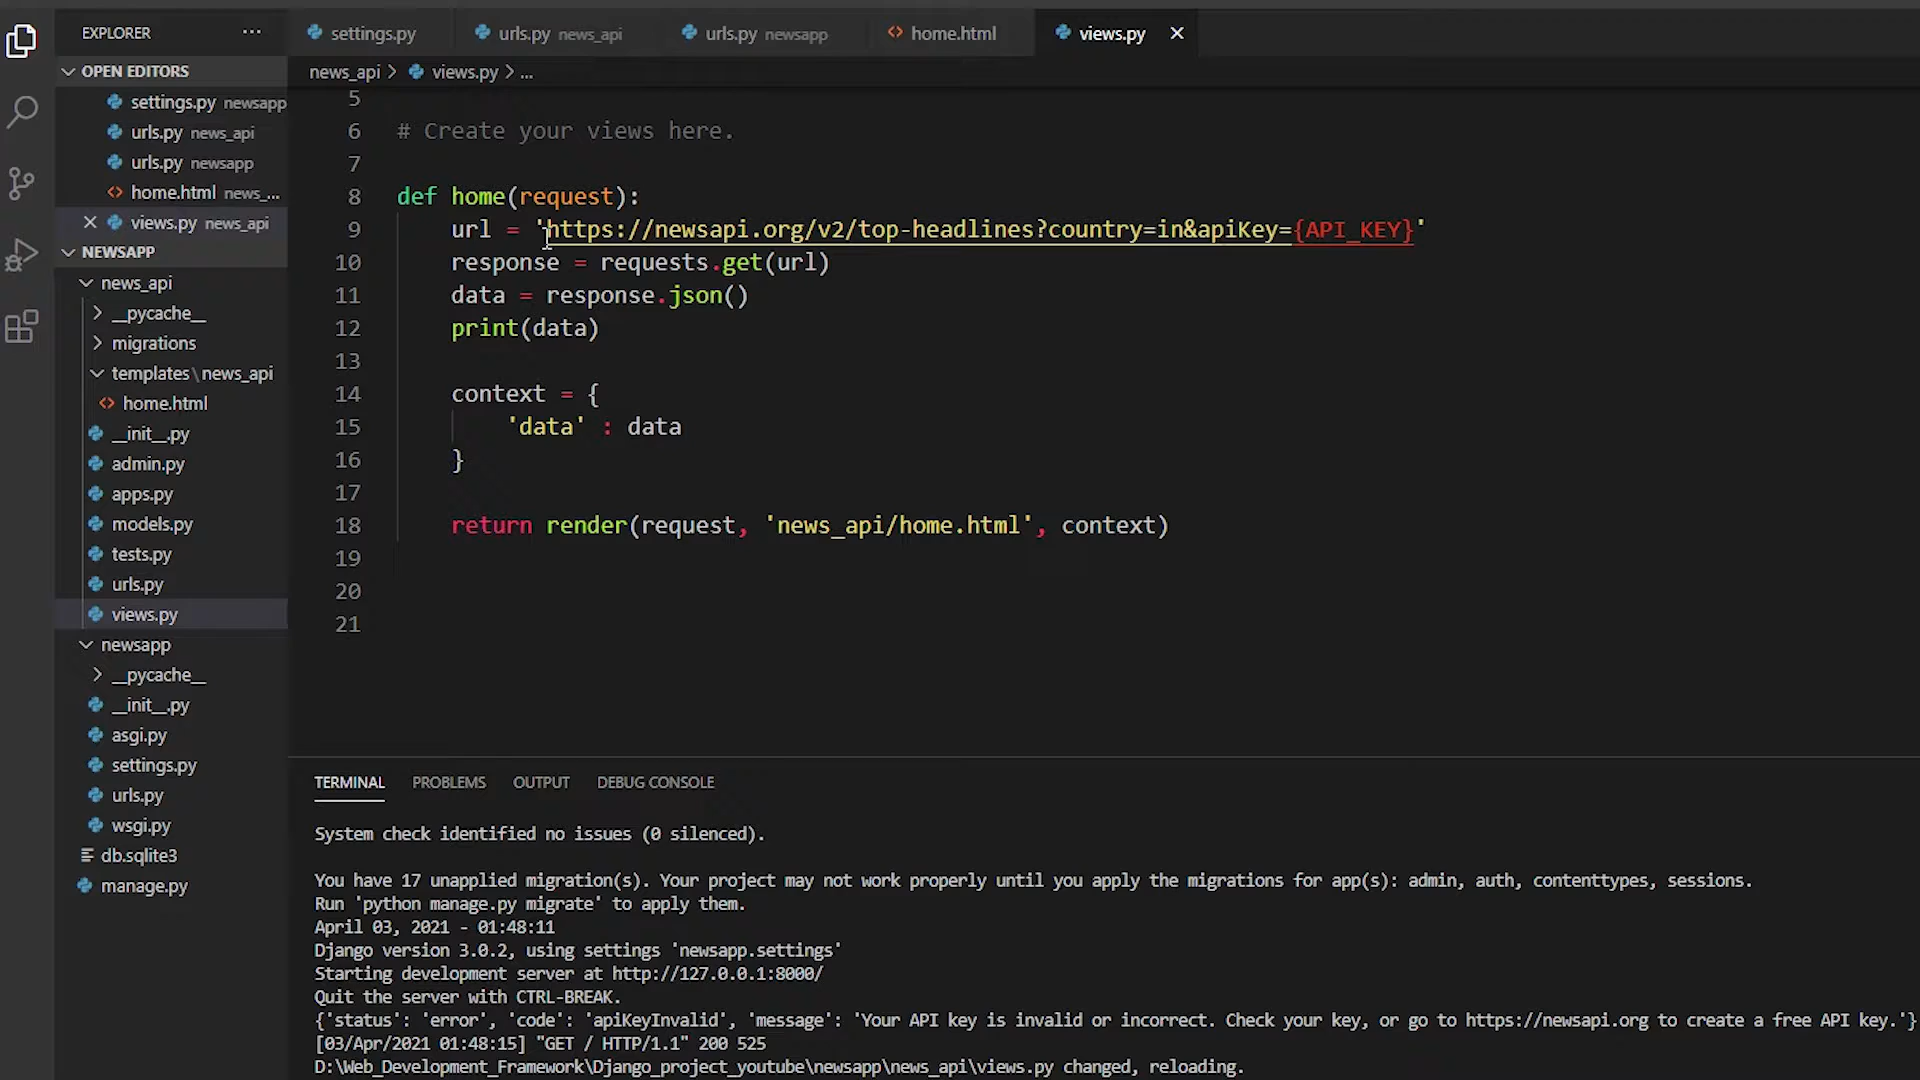 EXPLORER ...
settings.py
urls.py news_api
urls.py newsapp
home.html
views.py
OPEN EDITORS
settings.py newsapp
urls.py news_api
urls.py newsapp
home.html news_...
views.py news_api
NEWSAPP
news_api
__pycache__
migrations
templates\news_api
home.html
__init__.py
admin.py
apps.py
models.py
tests.py
urls.py
views.py
newsapp
__pycache__
__init__.py
asgi.py
settings.py
urls.py
wsgi.py
db.sqlite3
manage.py
news_api > views.py > ...
5
6 # Create your views here.
7
8 def home(request):
9 url = 'https://newsapi.org/v2/top-headlines?country=in&apiKey={API_KEY}'
10 response = requests.get(url)
11 data = response.json()
12 print(data)
13
14 context = {
15 'data' : data
16 }
17
18 return render(request, 'news_api/home.html', context)
19
20
21
TERMINAL PROBLEMS OUTPUT DEBUG CONSOLE
System check identified no issues (0 silenced).
You have 17 unapplied migration(s). Your project may not work properly until you apply the migrations for app(s): admin, auth, contenttypes, sessions.
Run 'python manage.py migrate' to apply them.
April 03, 2021 - 01:48:11
Django version 3.0.2, using settings 'newsapp.settings'
Starting development server at http://127.0.0.1:8000/
Quit the server with CTRL-BREAK.
{'status': 'error', 'code': 'apiKeyInvalid', 'message': 'Your API key is invalid or incorrect. Check your key, or go to https://newsapi.org to create a free API key.'}
[03/Apr/2021 01:48:15] "GET / HTTP/1.1" 200 525
D:\Web_Development_Framework\Django_project_youtube\newsapp\news_api\views.py changed, reloading.